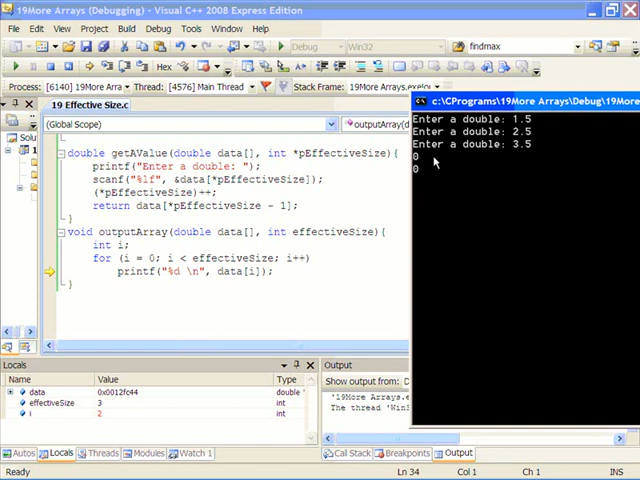 19More Arrays (Debugging) - Visual C++ 2008 Express Edition
File Edit View Project Build Debug Tools Window Help
Debug Win32 findmax
Hex
Process: [6140] 19More Arra Thread: [4576] Main Thread Stack Frame: 19More Arrays.exe!
19 Effective Size.c
(Global Scope) outputArray(double d
double getAValue(double data[], int *pEffectiveSize){
printf("Enter a double: ");
scanf("%lf", &data[*pEffectiveSize]);
(*pEffectiveSize)++;
return data[*pEffectiveSize - 1];
}
void outputArray(double data[], int effectiveSize){
int i;
for (i = 0; i < effectiveSize; i++)
printf("%d \n", data[i]);
}
c:\CPrograms\19More Arrays\Debug\19More
Enter a double: 1.5
Enter a double: 2.5
Enter a double: 3.5
0
0
Locals
Name Value Type
data 0x0012fc44 double
effectiveSize 3 int
i 2 int
Autos Locals Threads Modules Watch 1
Output
Show output from: D
'19More Arrays.e
The thread 'Win3
Call Stack Breakpoints Output
Ready Ln 34 Col 1 Ch 1